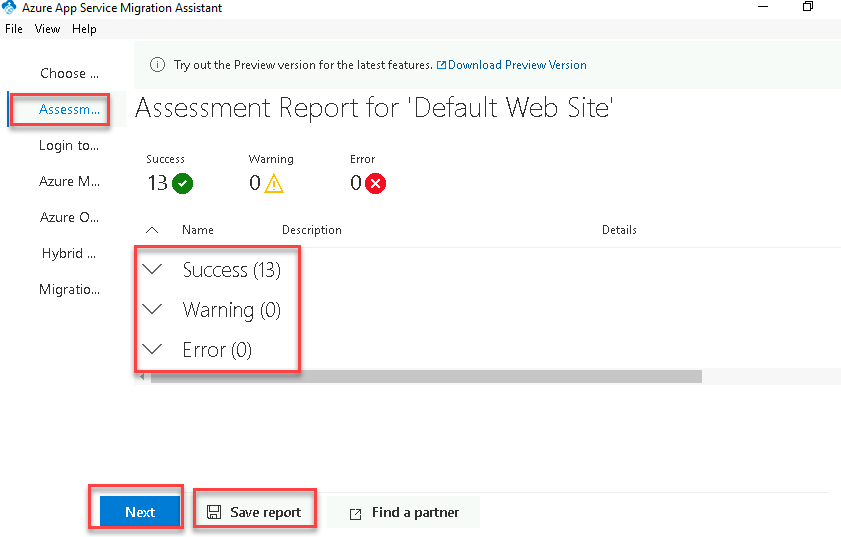 Azure App Service Migration Assistant
File View Help
Try out the Preview version for the latest features. Download Preview Version
Choose ...
Assessm...
Login to...
Azure M...
Azure O...
Hybrid ...
Migratio...
Assessment Report for 'Default Web Site'
Success Warning Error
13 0 0
Name Description Details
Success (13)
Warning (0)
Error (0)
Next Save report Find a partner